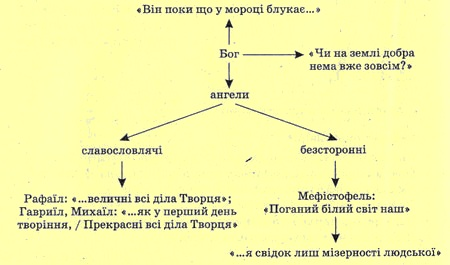 «Він поки що у мороці блукає...»
Бог
«Чи на землі добра
нема вже зовсім?»
ангели
славословлячі
безсторонні
Рафаїл: «...величні всі діла Творця»;
Гавриїл, Михаїл: «...як у перший день
творіння, / Прекрасні всі діла Творця»
Мефістофель:
«Поганий білий світ наш»
«...я свідок лиш мізерності людської»